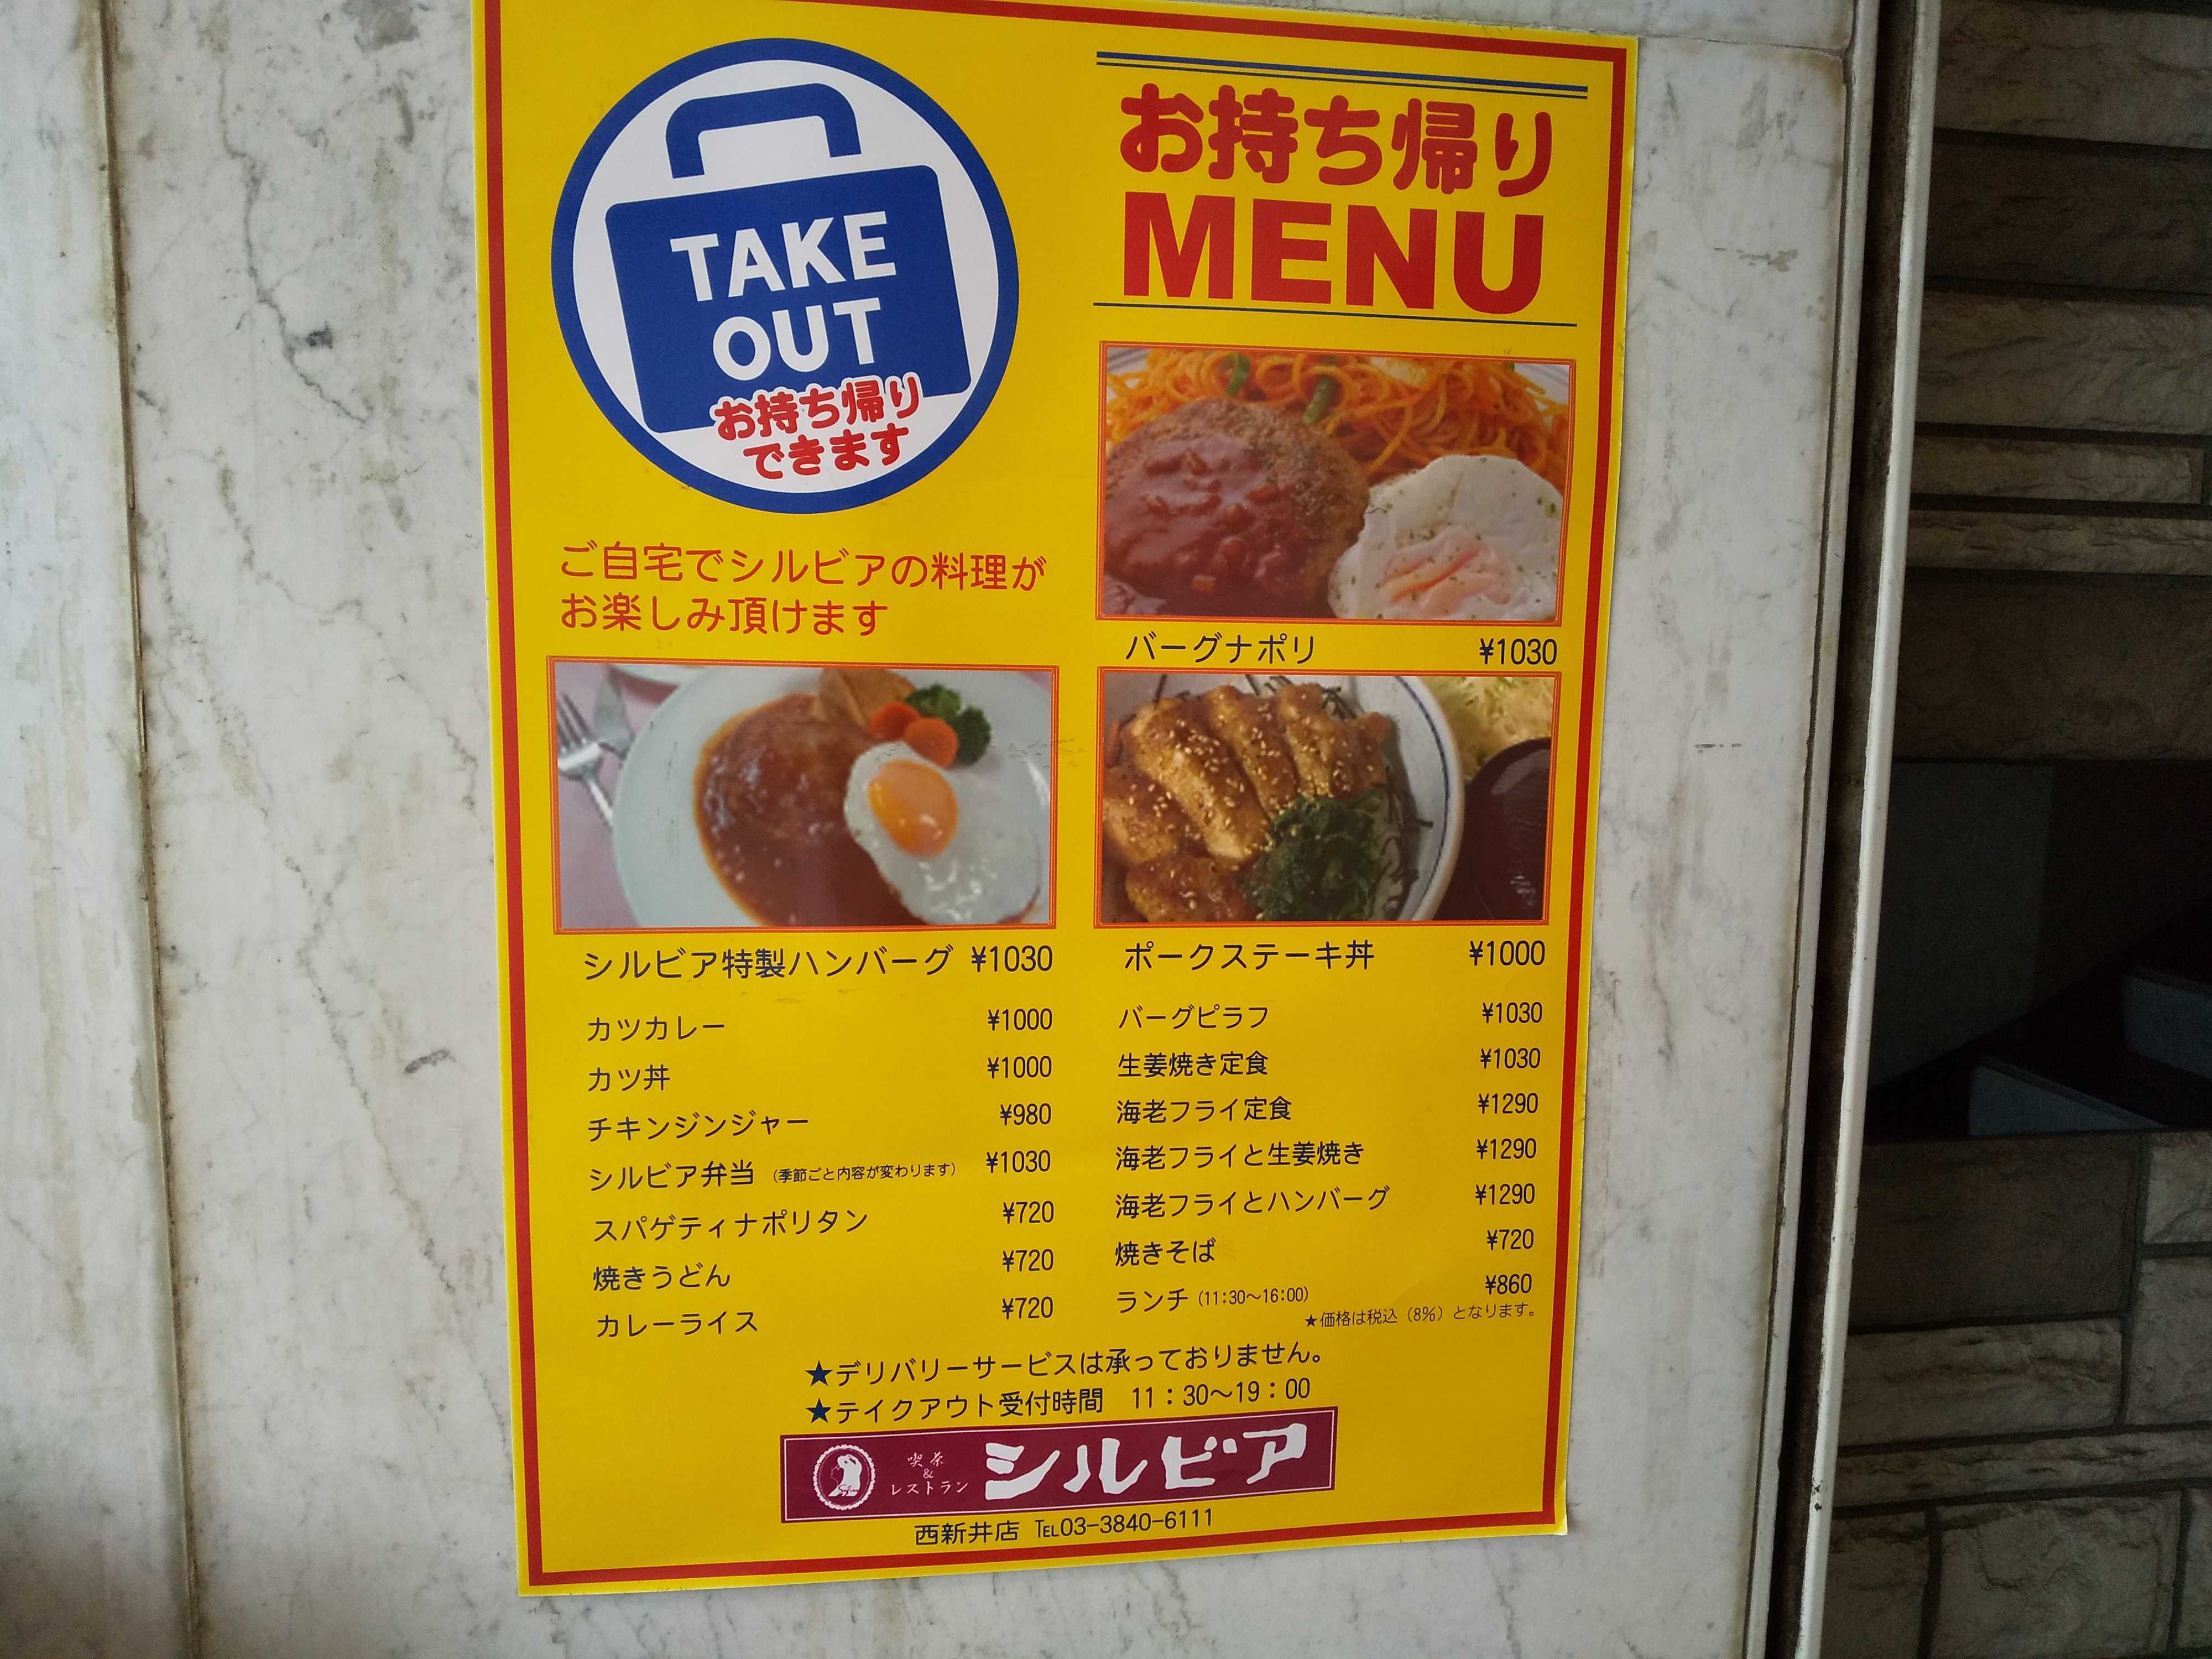 TAKE
OUT
お持ち帰り
できます
お持ち帰り
MENU
ご自宅でシルビアの料理が
お楽しみ頂けます
バーグナポリ ¥1030
シルビア特製ハンバーグ ¥1030
ポークステーキ丼 ¥1000
カツカレー ¥1000
カツ丼 ¥1000
チキンジンジャー ¥980
シルビア弁当 (季節ごと内容が変わります) ¥1030
スパゲティナポリタン ¥720
焼きうどん ¥720
カレーライス ¥720
バーグピラフ ¥1030
生姜焼き定食 ¥1030
海老フライ定食 ¥1290
海老フライと生姜焼き ¥1290
海老フライとハンバーグ ¥1290
焼きそば ¥720
ランチ (11:30〜16:00) ¥860
★価格は税込(8%)となります。
★デリバリーサービスは承っておりません。
★テイクアウト受付時間 11:30〜19:00
喫茶
&
レストラン
シルビア
西新井店 ℡03-3840-6111